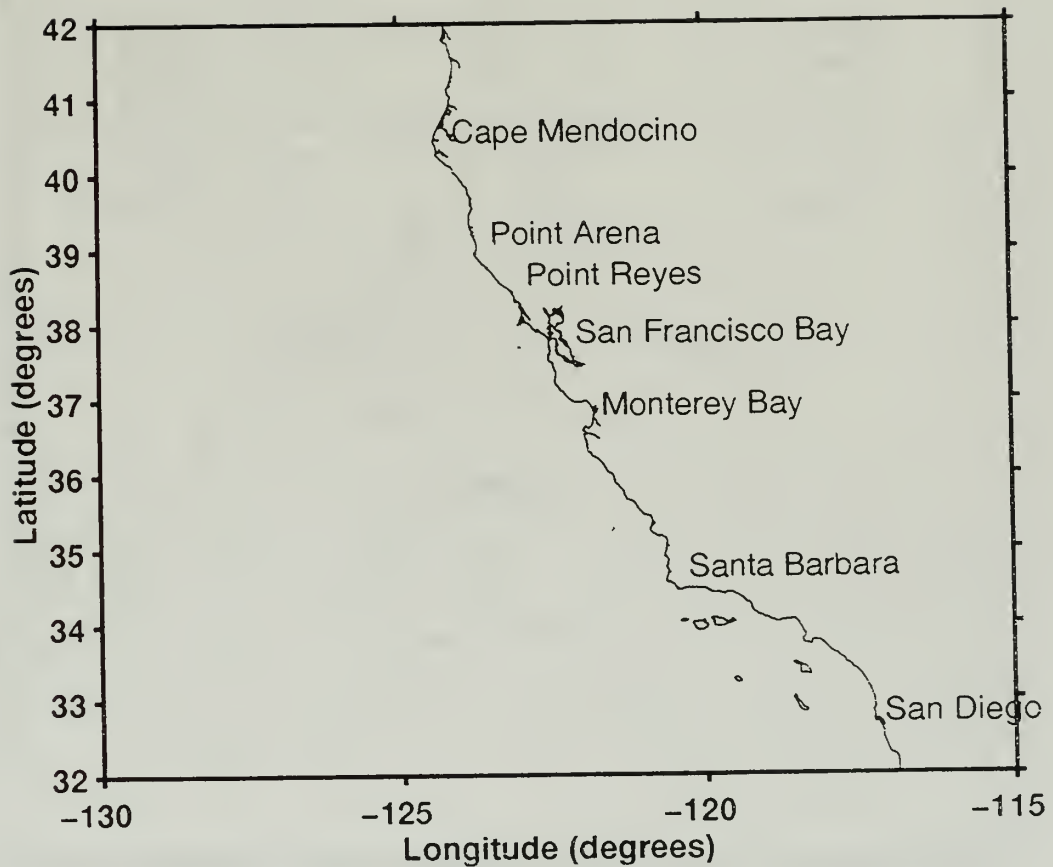 42
41
40
39
38
37
36
35
34
33
32
Latitude (degrees)
Cape Mendocino
Point Arena
Point Reyes
San Francisco Bay
Monterey Bay
Santa Barbara
San Diego
−130
−125
−120
−115
Longitude (degrees)